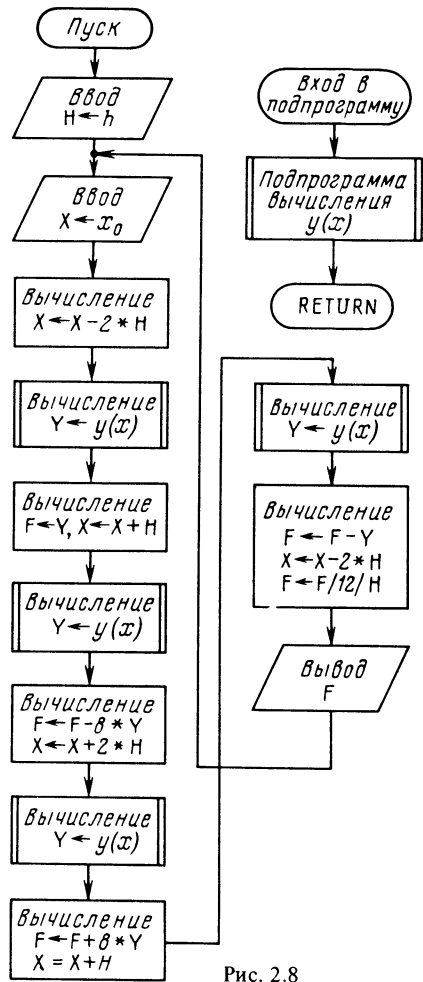 Пуск
Ввод
H ← h
Ввод
X ← x₀
Вычисление
X ← X - 2 * H
Вычисление
Y ← y(x)
Вычисление
F ← Y, X ← X + H
Вычисление
Y ← y(x)
Вычисление
F ← F - 8 * Y
X ← X + 2 * H
Вычисление
Y ← y(x)
Вычисление
F ← F + 8 * Y
X = X + H
Вход в
подпрограмму
Подпрограмма
вычисления
y(x)
RETURN
Вычисление
Y ← y(x)
Вычисление
F ← F - Y
X ← X - 2 * H
F ← F/12/H
Вывод
F
Рис. 2.8